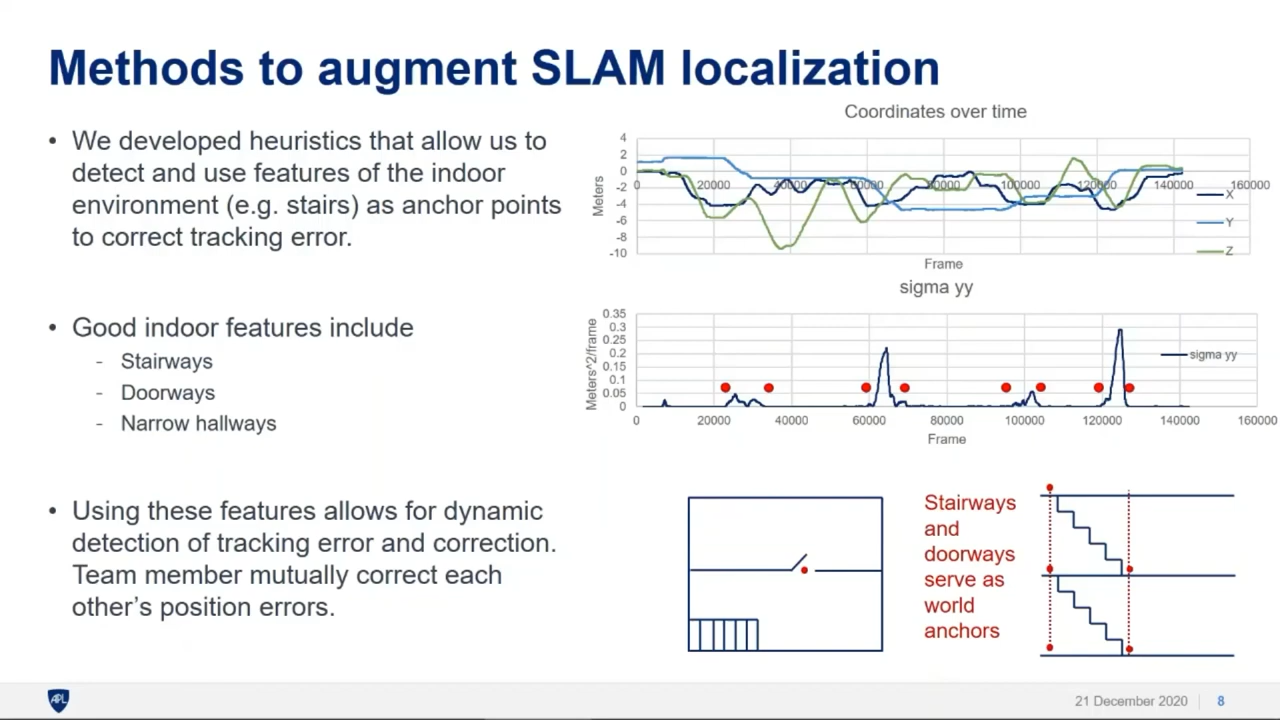 Methods to augment SLAM localization
• We developed heuristics that allow us to
detect and use features of the indoor
environment (e.g. stairs) as anchor points
to correct tracking error.
• Good indoor features include
- Stairways
- Doorways
- Narrow hallways
• Using these features allows for dynamic
detection of tracking error and correction.
Team member mutually correct each
other's position errors.
Coordinates over time
Meters
4
2
0
-2
-4
-6
-8
-10
0 20000 40000 60000 80000 100000 120000 140000 160000
X
Y
Z
Frame
sigma yy
Meters^2/frame
0.35
0.3
0.25
0.2
0.15
0.1
0.05
0
sigma yy
0 20000 40000 60000 80000 100000 120000 140000 160000
Frame
Stairways
and
doorways
serve as
world
anchors
APL
21 December 2020 8